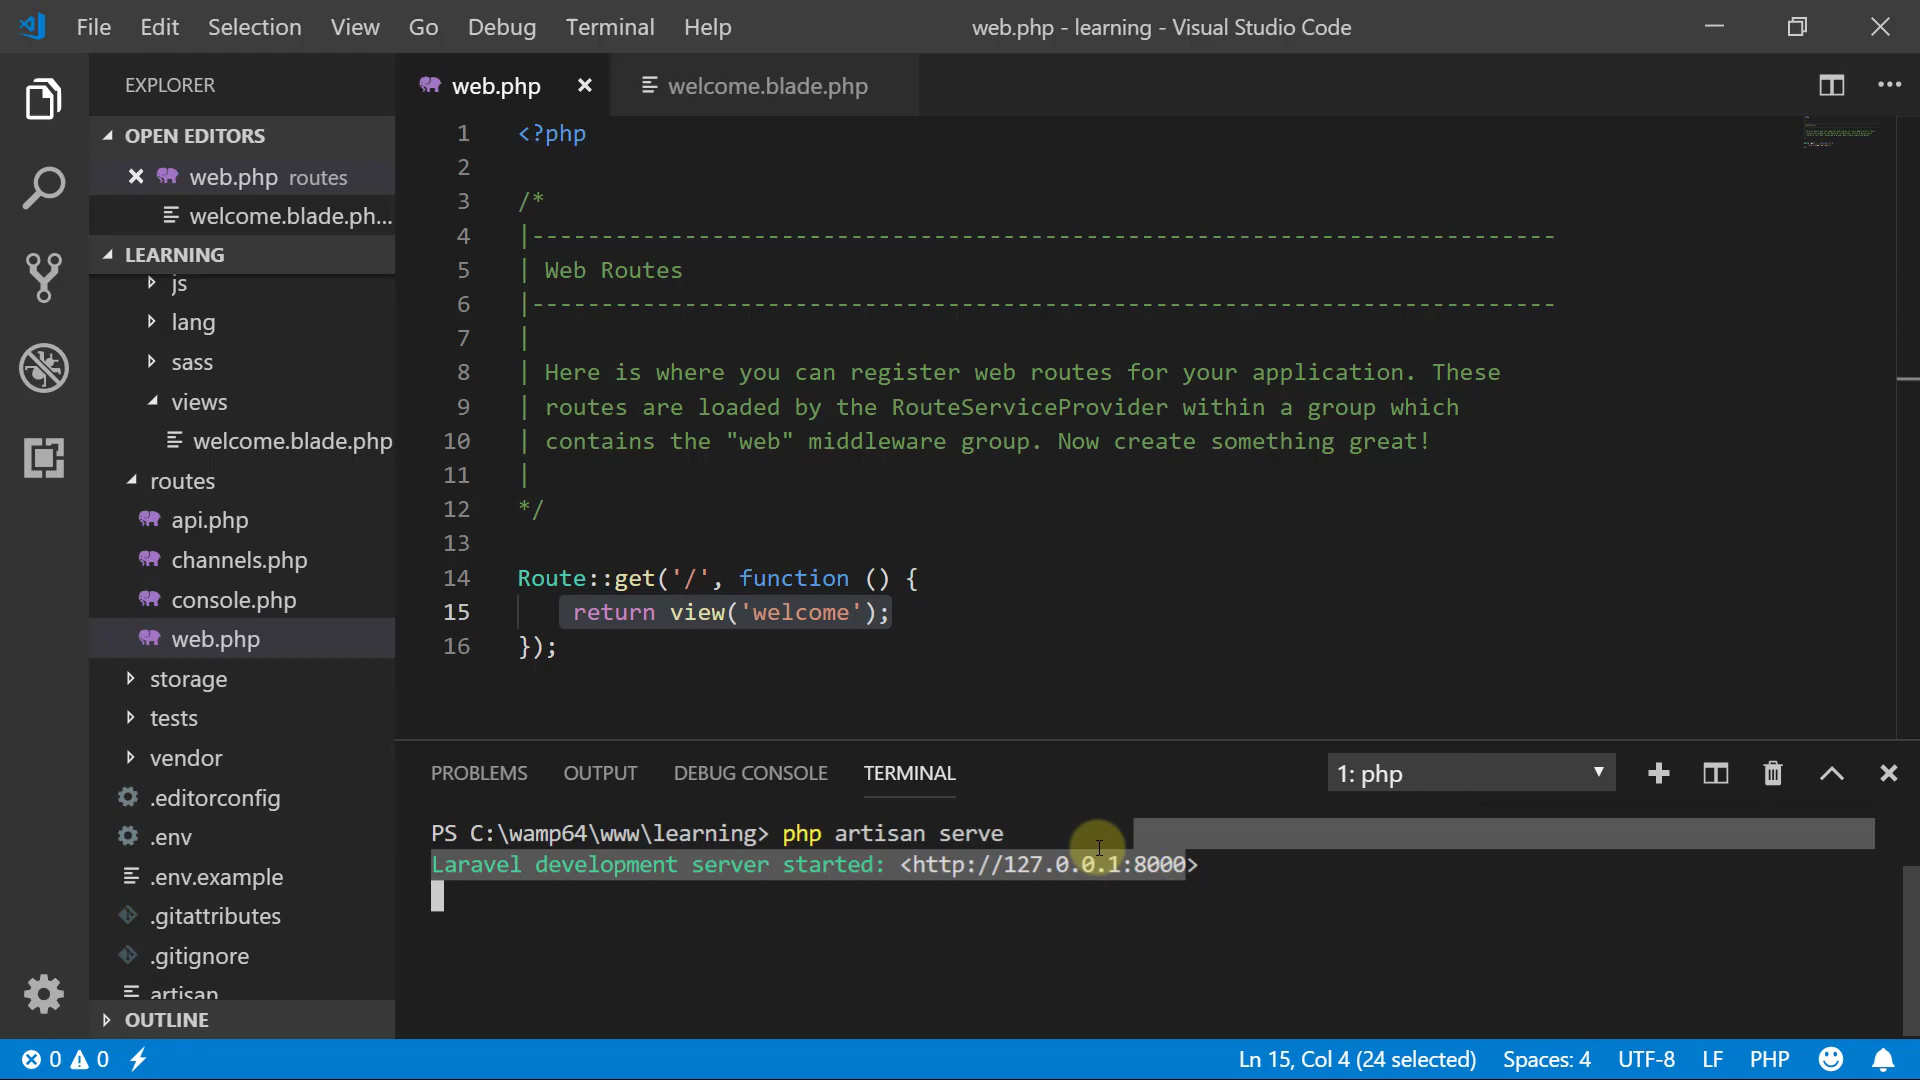 File Edit Selection View Go Debug Terminal Help
web.php - learning - Visual Studio Code
EXPLORER
OPEN EDITORS
web.php routes
welcome.blade.ph...
LEARNING
js
lang
sass
views
welcome.blade.php
routes
api.php
channels.php
console.php
web.php
storage
tests
vendor
.editorconfig
.env
.env.example
.gitattributes
.gitignore
artisan
OUTLINE
web.php
welcome.blade.php
1 <?php
2
3 /*
4 |--------------------------------------------------------------------------
5 | Web Routes
6 |--------------------------------------------------------------------------
7 |
8 | Here is where you can register web routes for your application. These
9 | routes are loaded by the RouteServiceProvider within a group which
10 | contains the "web" middleware group. Now create something great!
11 |
12 */
13
14 Route::get('/', function () {
15 return view('welcome');
16 });
PROBLEMS OUTPUT DEBUG CONSOLE TERMINAL
1: php
PS C:\wamp64\www\learning> php artisan serve
Laravel development server started: <http://127.0.0.1:8000>
0 0
Ln 15, Col 4 (24 selected) Spaces: 4 UTF-8 LF PHP